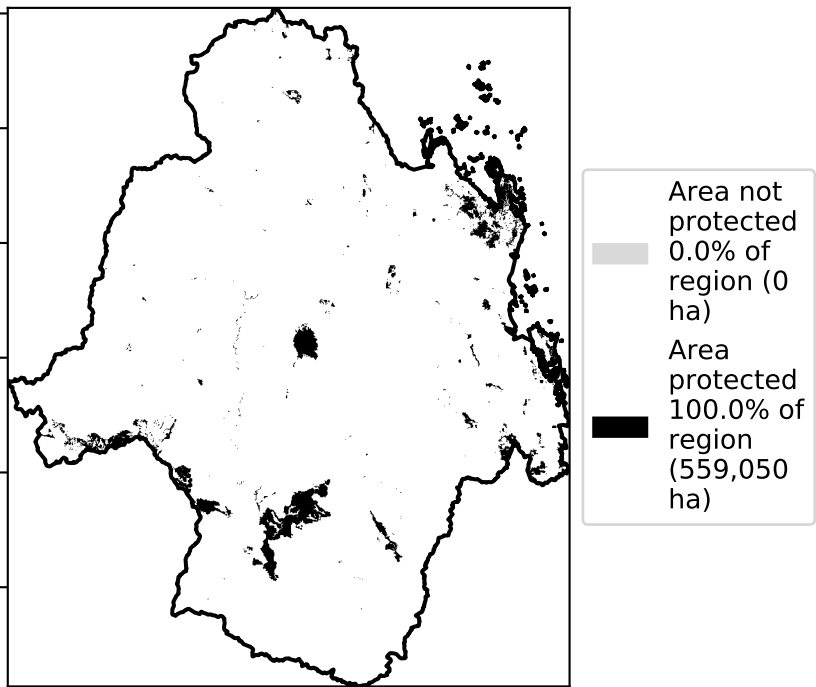 Area not
protected
0.0% of
region (0
ha)
Area
protected
100.0% of
region
(559,050
ha)